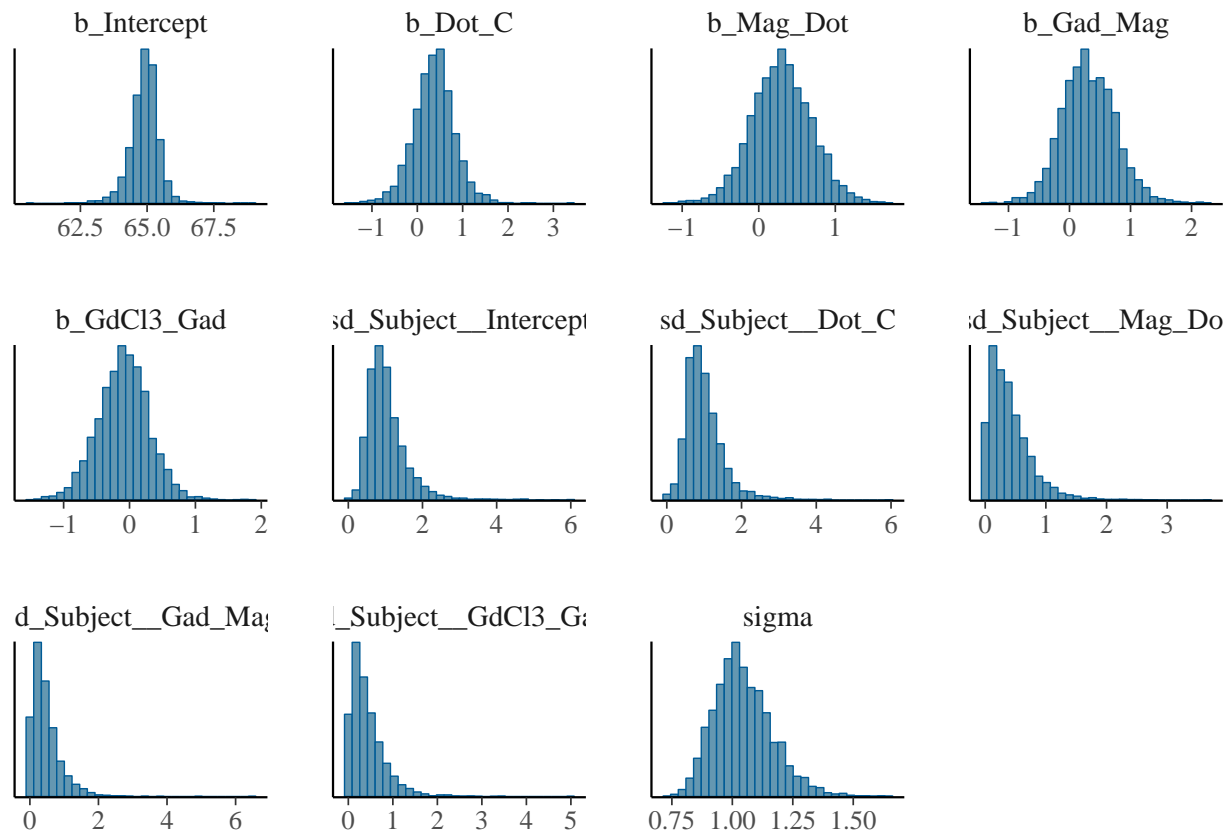 b_Intercept b_Dot_C b_Mag_Dot b_Gad_Mag
62.5 65.0 67.5 −1 0 1 2 3 −1 0 1 −1 0 1 2
b_GdCl3_Gad sd_Subject__Intercept sd_Subject__Dot_C sd_Subject__Mag_Do
−1 0 1 2 0 2 4 6 0 2 4 6 0 1 2 3
d_Subject__Gad_Mag _Subject__GdCl3_Ga sigma
0 2 4 6 0 1 2 3 4 5 0.75 1.00 1.25 1.50